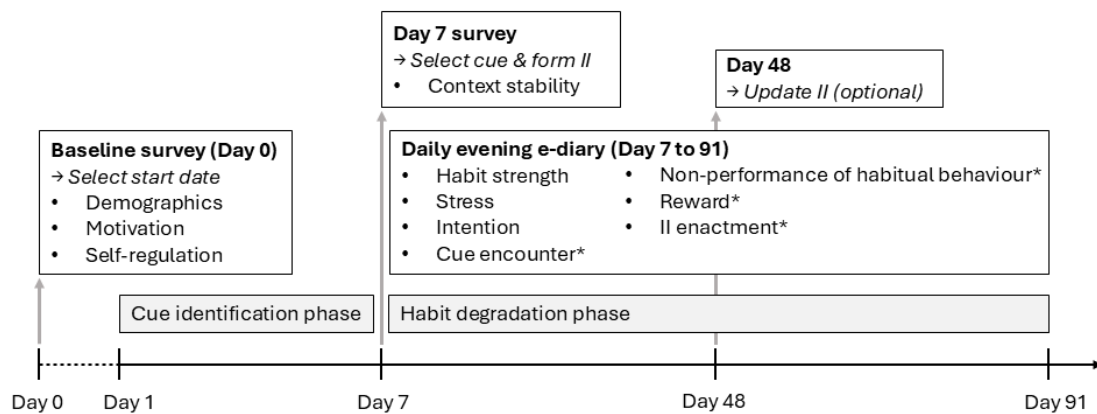 Day 7 survey
→ Select cue & form II
• Context stability
Day 48
→ Update II (optional)
Baseline survey (Day 0)
→ Select start date
• Demographics
• Motivation
• Self-regulation
Daily evening e-diary (Day 7 to 91)
• Habit strength
• Stress
• Intention
• Cue encounter*
• Non-performance of habitual behaviour*
• Reward*
• II enactment*
Cue identification phase
Habit degradation phase
Day 0
Day 1
Day 7
Day 48
Day 91